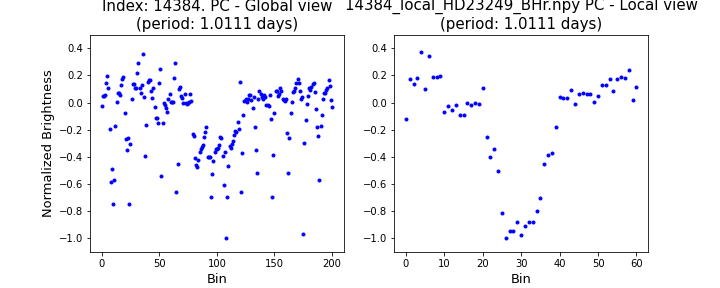 Index: 14384. PC - Global view
(period: 1.0111 days)
14384_local_HD23249_BHr.npy PC - Local view
(period: 1.0111 days)
Normalized Brightness
0.4
0.2
0.0
−0.2
−0.4
−0.6
−0.8
−1.0
0 50 100 150 200
Bin
0.4
0.2
0.0
−0.2
−0.4
−0.6
−0.8
−1.0
0 10 20 30 40 50 60
Bin